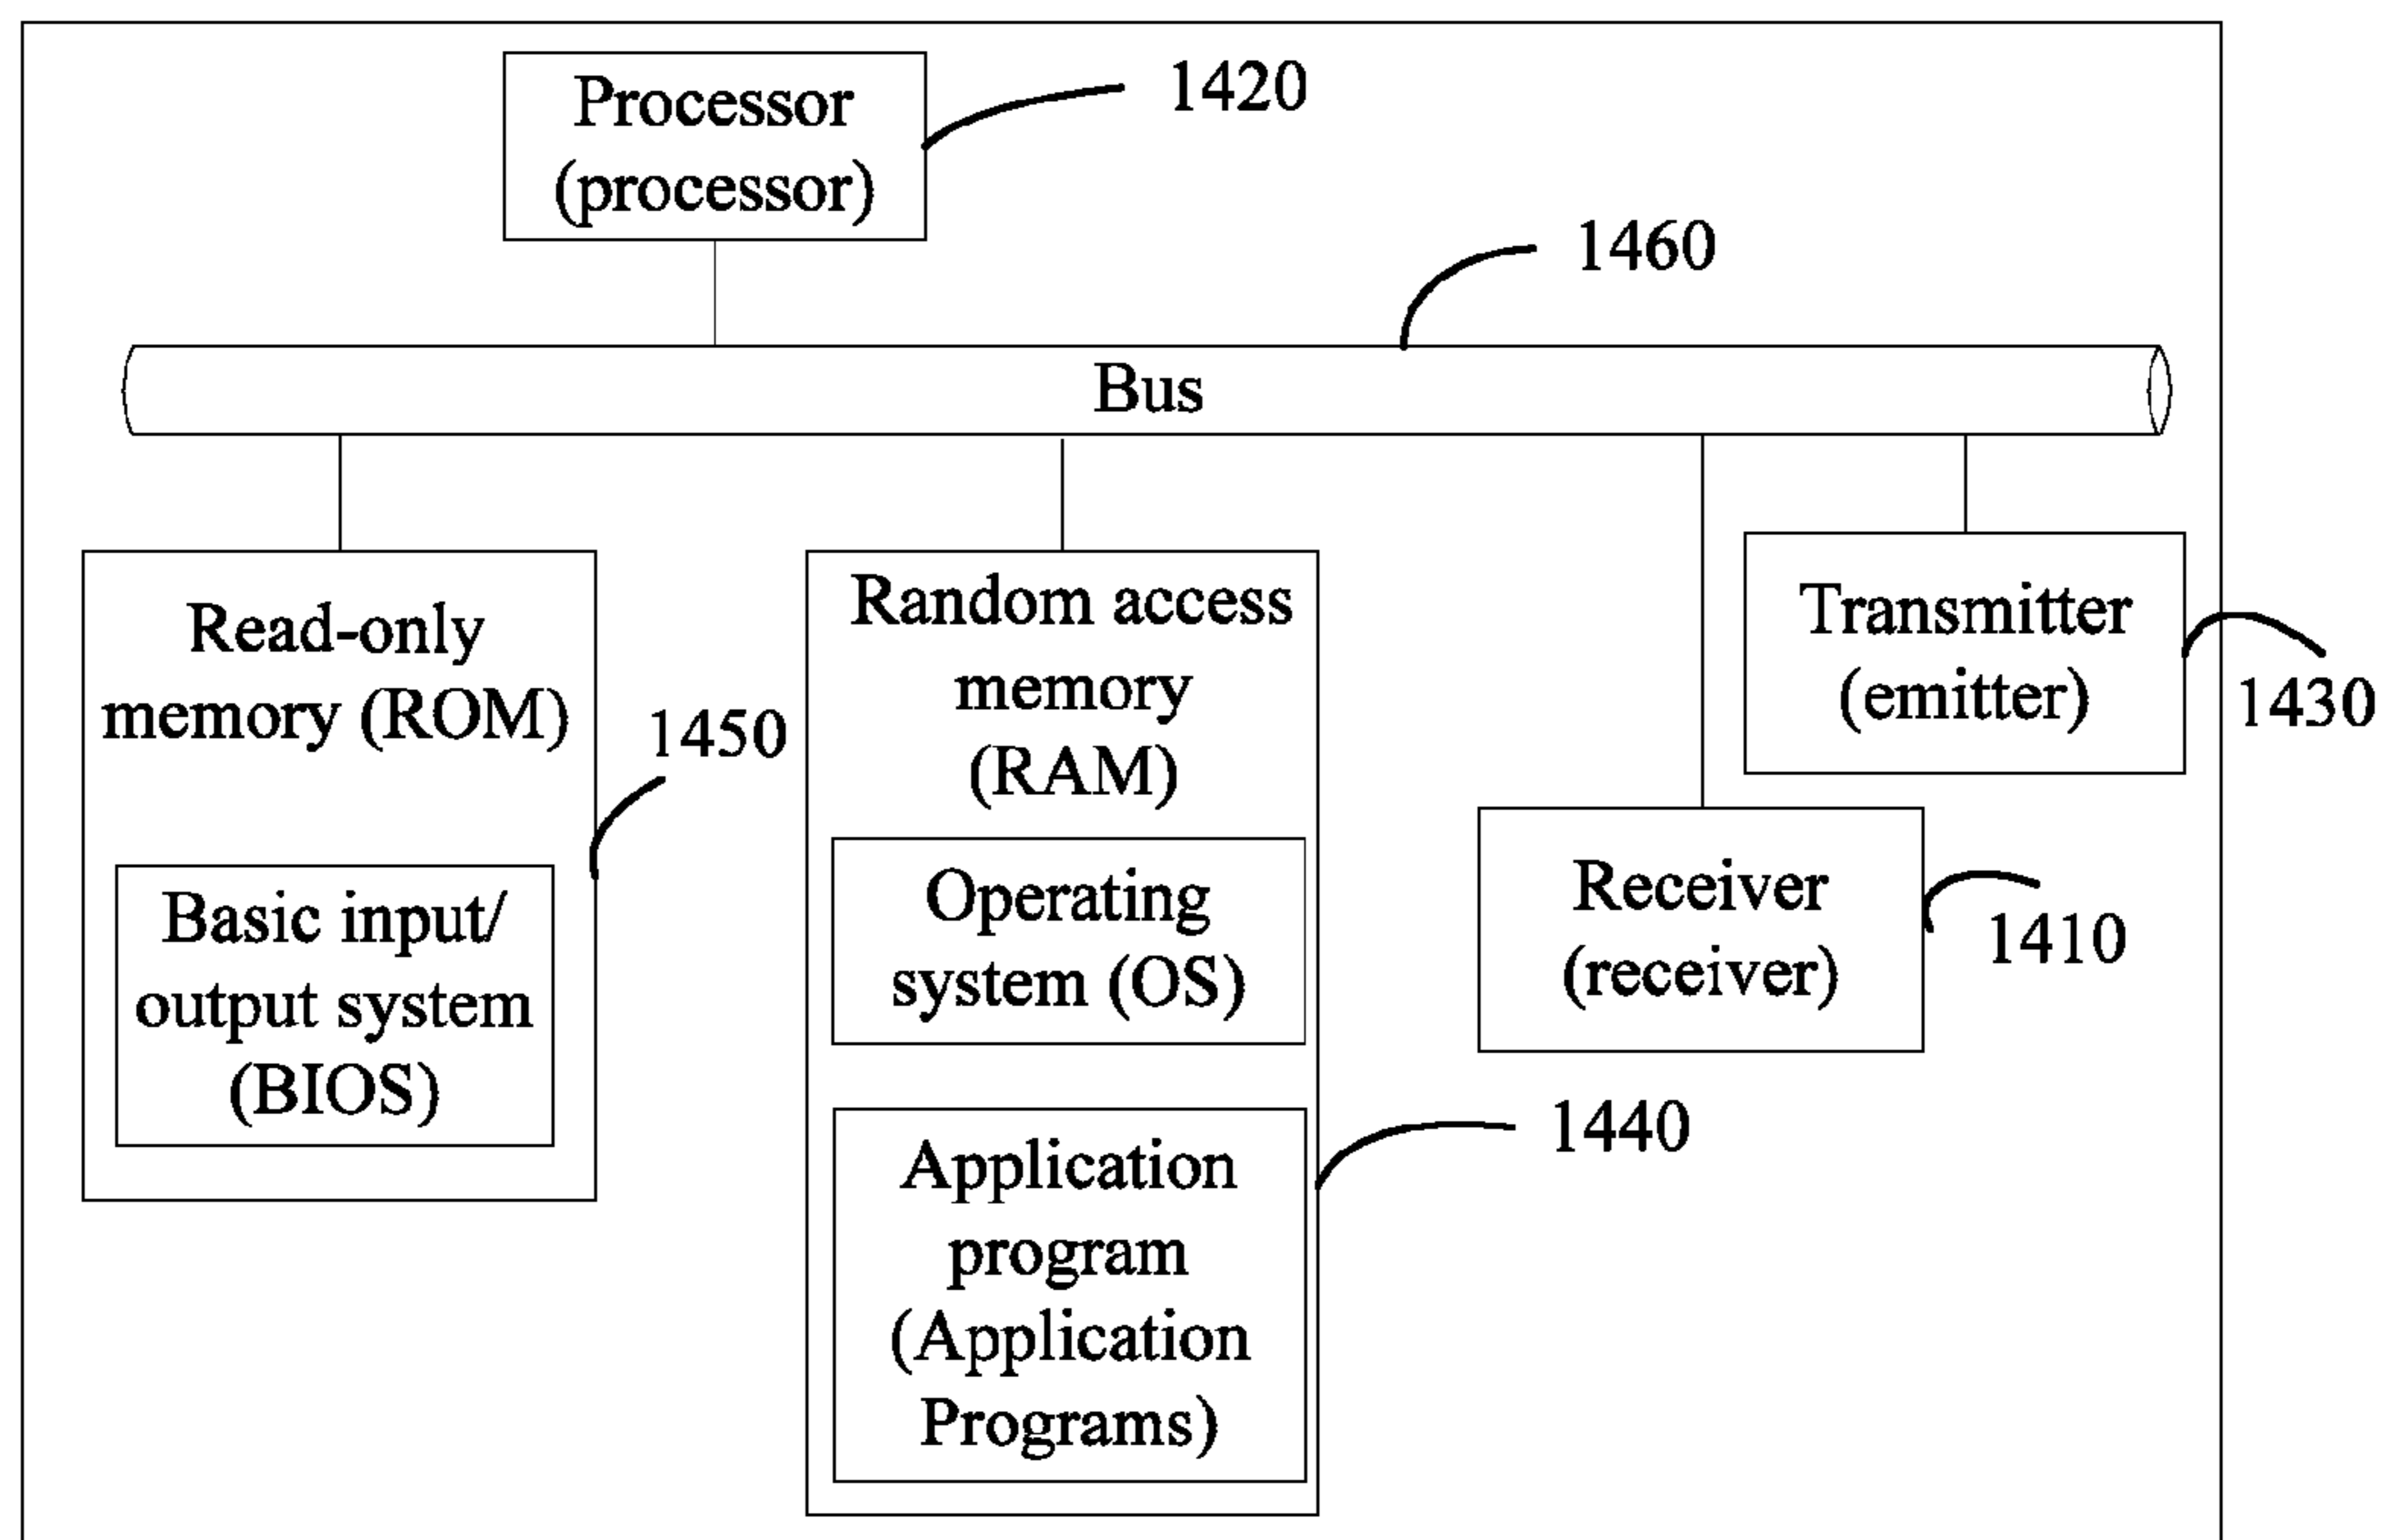 Processor
(processor)
1420
1460
Bus
Read-only
memory (ROM)
1450
Basic input/
output system
(BIOS)
Random access
memory
(RAM)
Operating
system (OS)
Application
program
(Application
Programs)
1440
Transmitter
(emitter)
1430
Receiver
(receiver)
1410